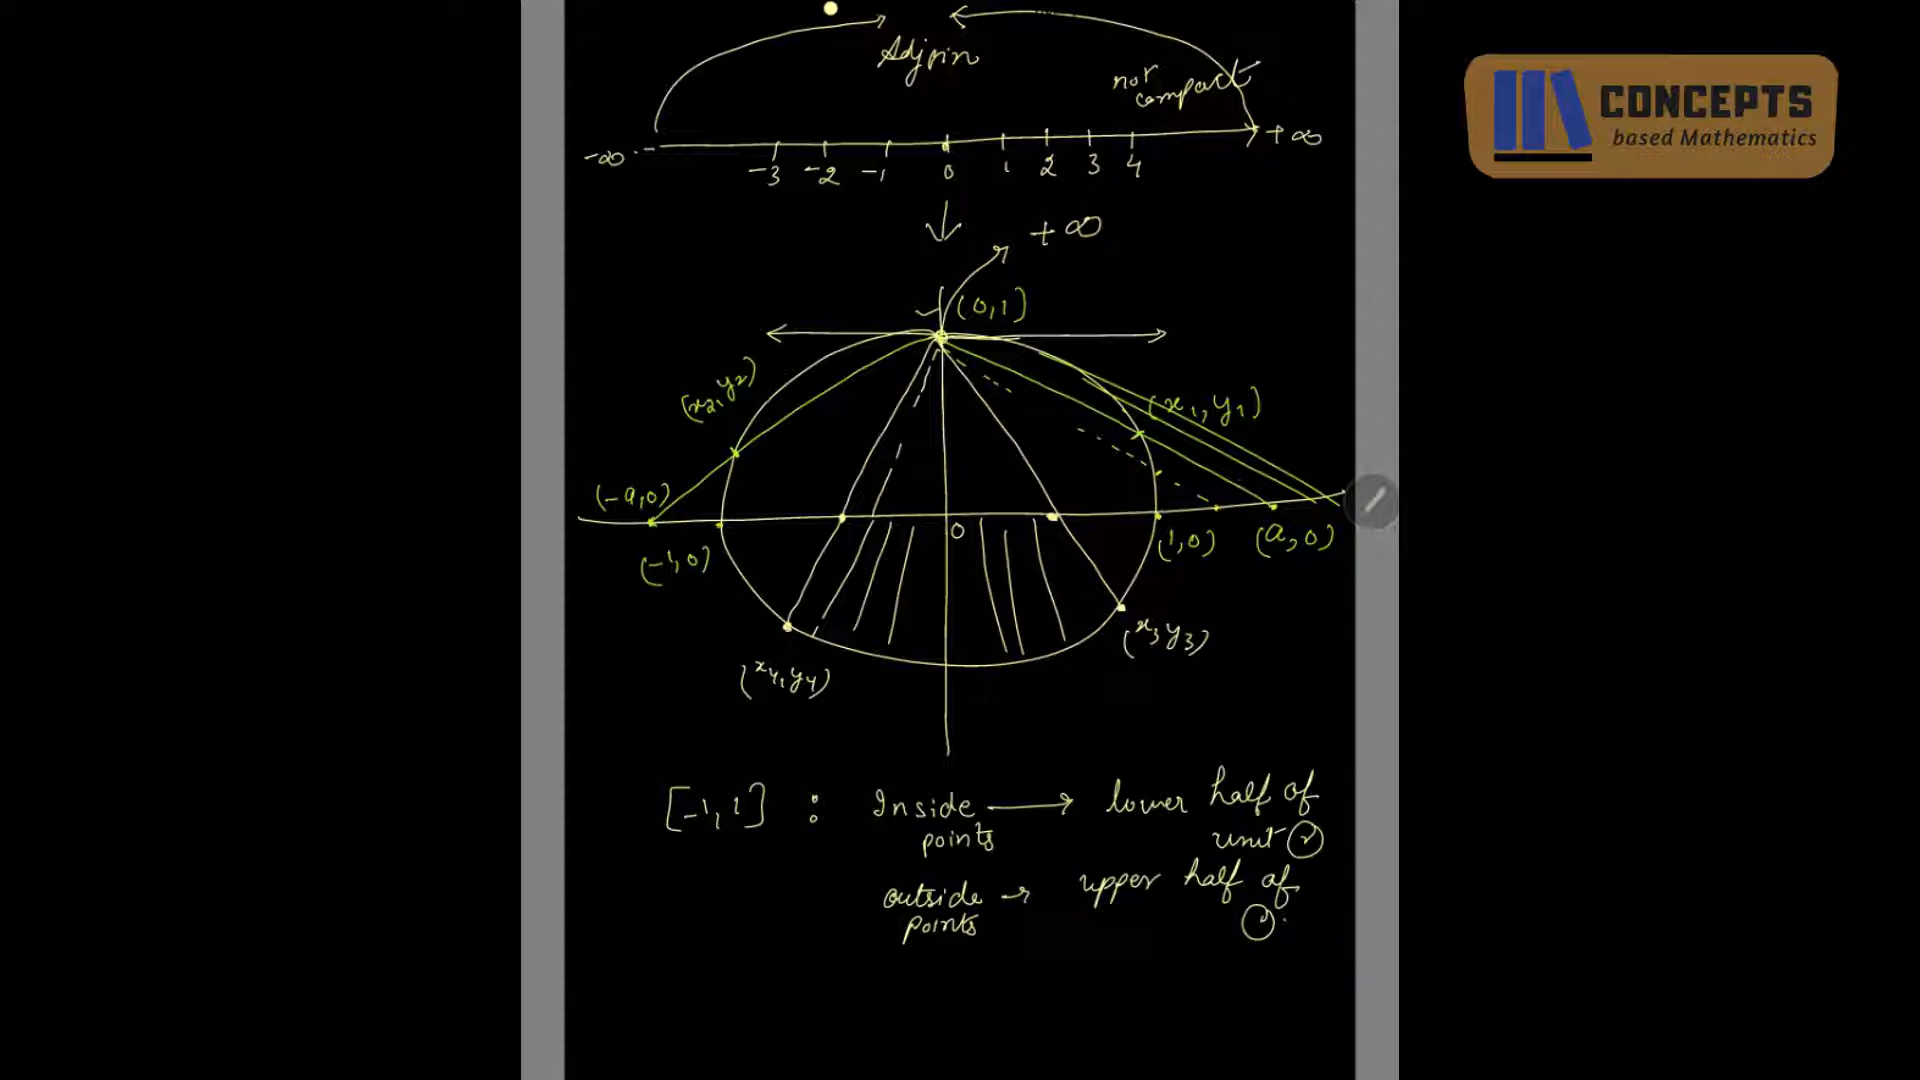 Adjoin
not
compact
-∞
+∞
-3 -2 -1 0 1 2 3 4
+∞
(0,1)
(x2, y2)
(x1, y1)
(-a,0)
0
(-1,0)
(1,0)
(a,0)
(x3 y3)
(x4, y4)
[-1, 1] : Inside points → lower half of unit
outside points → upper half of
CONCEPTS
based Mathematics